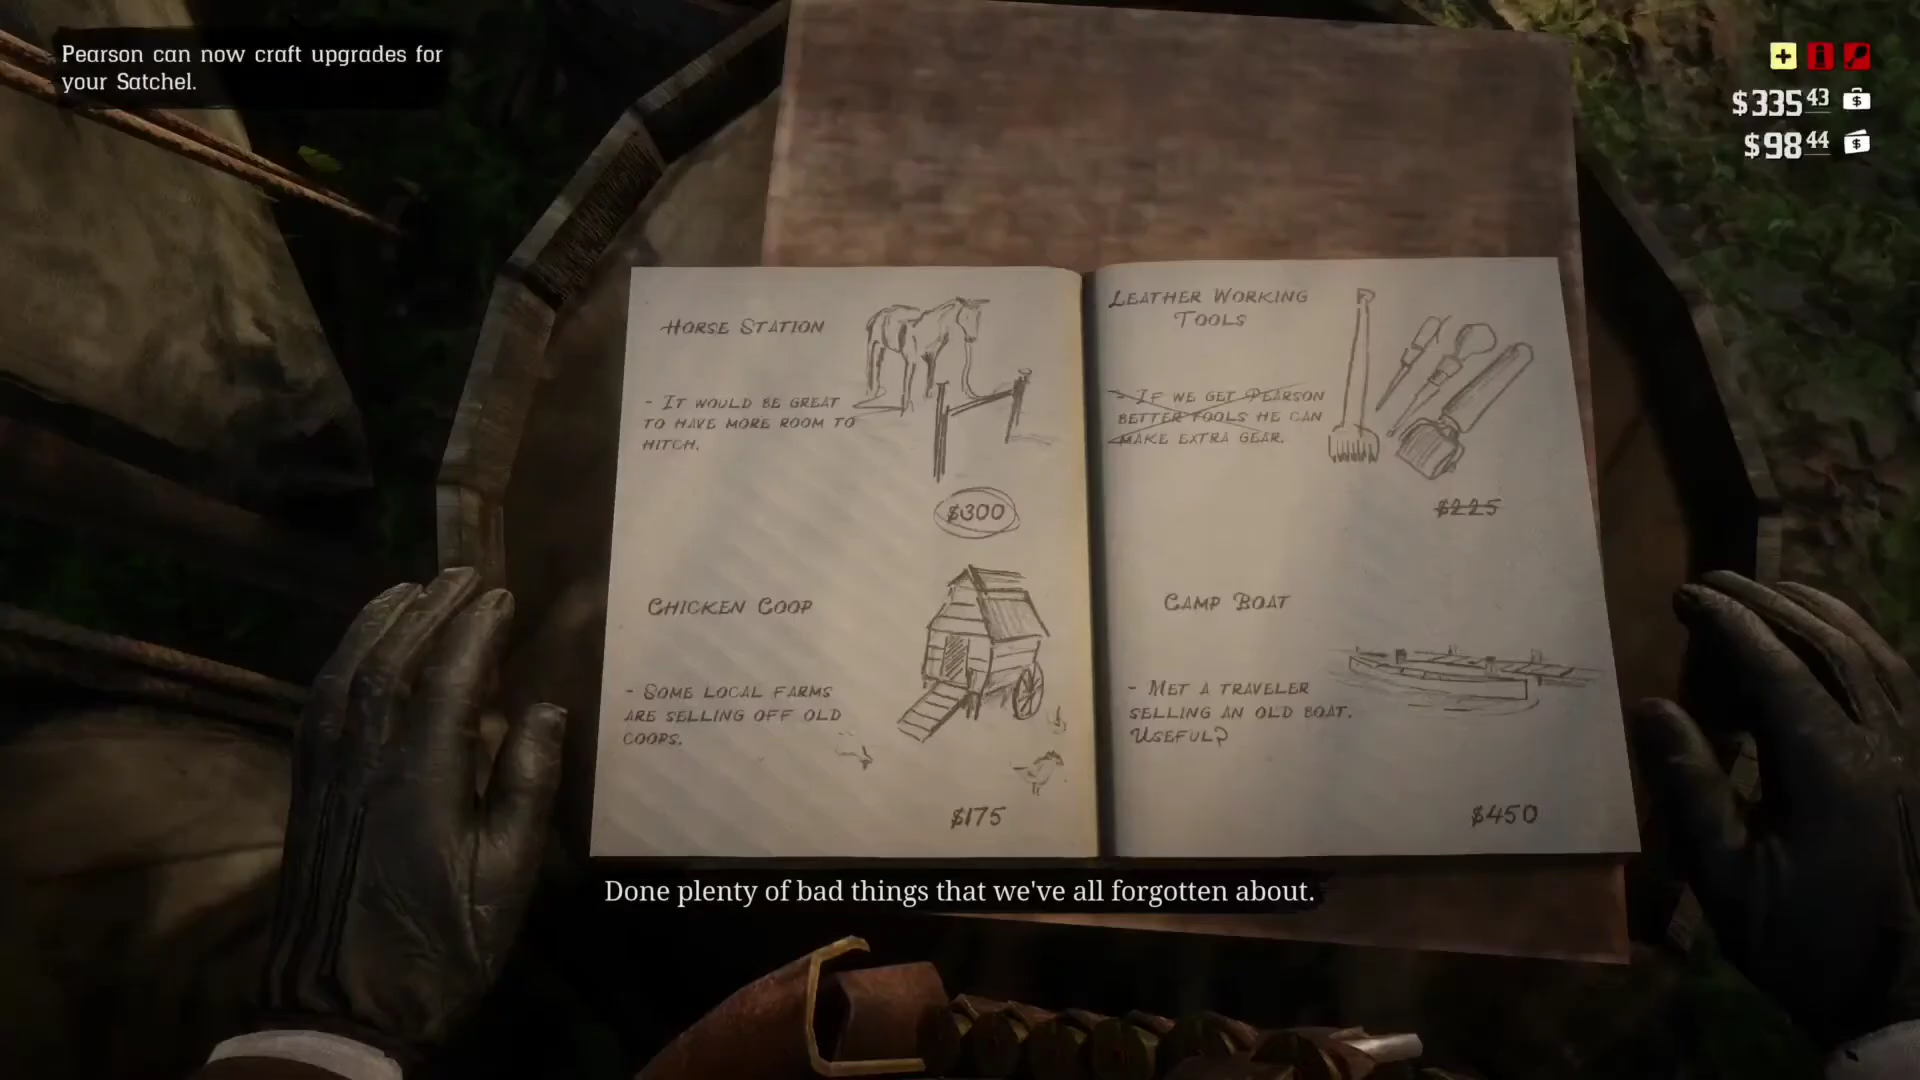 Pearson can now craft upgrades for
your Satchel.
$335 43
$98 44
Horse Station
- It would be great
to have more room to
hitch.
$300
Chicken Coop
- Some local farms
are selling off old
coops.
$175
Leather Working
Tools
- If we get Pearson
better tools he can
make extra gear.
$225
Camp Boat
- Met a traveler
selling an old boat.
Useful?
$450
Done plenty of bad things that we've all forgotten about.